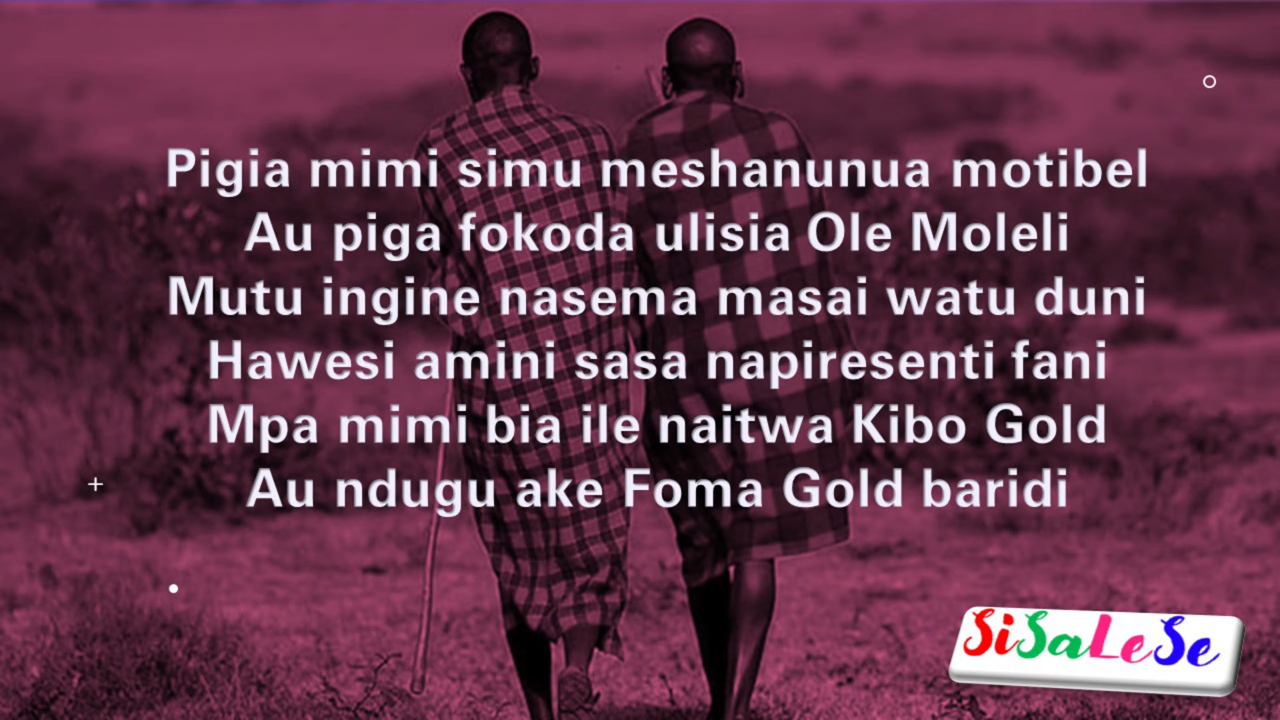 Pigia mimi simu meshanunua motibel
Au piga fokoda ulisia Ole Moleli
Mutu ingine nasema masai watu duni
Hawesi amini sasa napiresenti fani
Mpa mimi bia ile naitwa Kibo Gold
Au ndugu ake Foma Gold baridi
SiSaLeSe